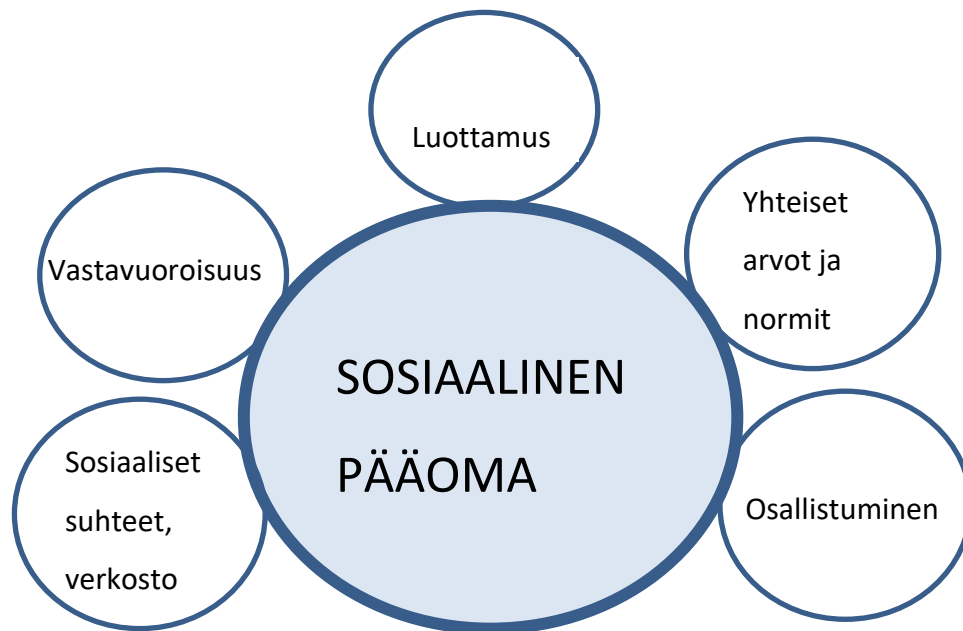 Luottamus
Yhteiset
arvot ja
normit
Vastavuoroisuus
SOSIAALINEN
PÄÄOMA
Sosiaaliset
suhteet,
verkosto
Osallistuminen